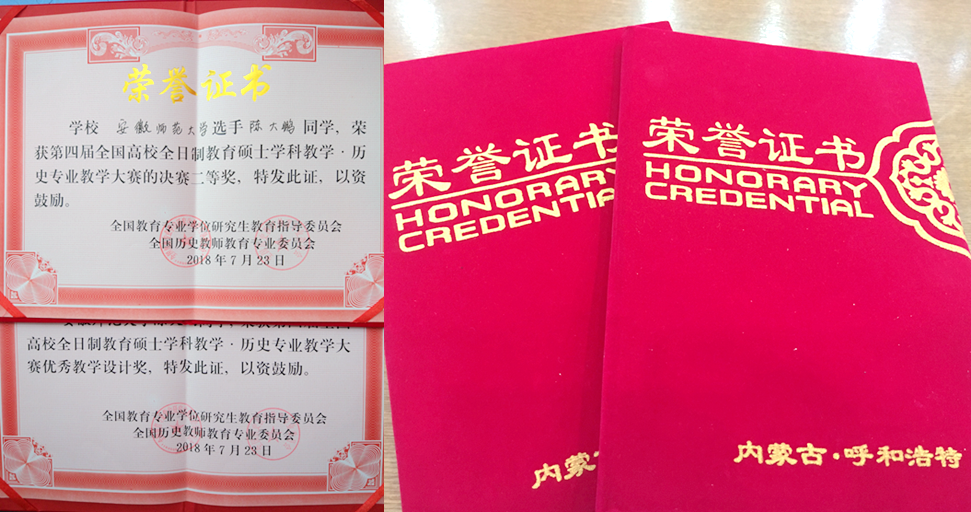 荣誉证书
学校 安徽师范大学选手陈大鹏同学，荣
获第四届全国高校全日制教育硕士学科教学·历
史专业教学大赛的决赛二等奖，特发此证，以资
鼓励。
全国教育专业学位研究生教育指导委员会
全国历史教师教育专业委员会
2018年7月23日
高校全日制教育硕士学科教学·历史专业教学大
赛优秀教学设计奖，特发此证，以资鼓励。
全国教育专业学位研究生教育指导委员会
全国历史教师教育专业委员会
2018年7月23日
荣誉证书
HONORARY
CREDENTIA
内蒙古
荣誉证书
HONORARY
CREDENTIAL
内蒙古·呼和浩特